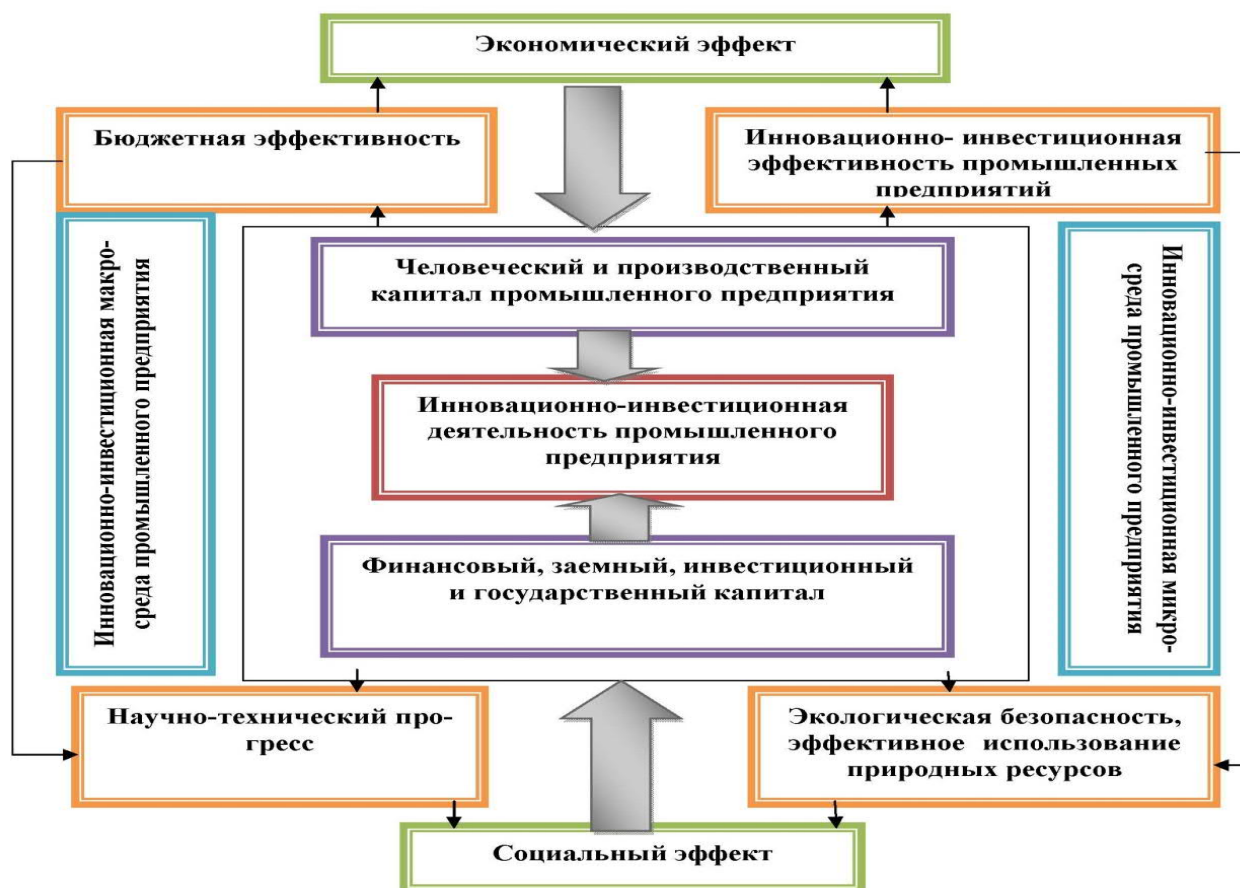 Экономический эффект
Бюджетная эффективность
Инновационно- инвестиционная
эффективность промышленных
предприятий
Инновационно-инвестиционная макро-
среда промышленного предприятия
Человеческий и производственный
капитал промышленного предприятия
Инновационно-инвестиционная
деятельность промышленного
предприятия
Финансовый, заемный, инвестиционный
и государственный капитал
Инновационно-инвестиционная микро-
среда промышленного предприятия
Научно-технический про-
гресс
Экологическая безопасность,
эффективное использование
природных ресурсов
Социальный эффект